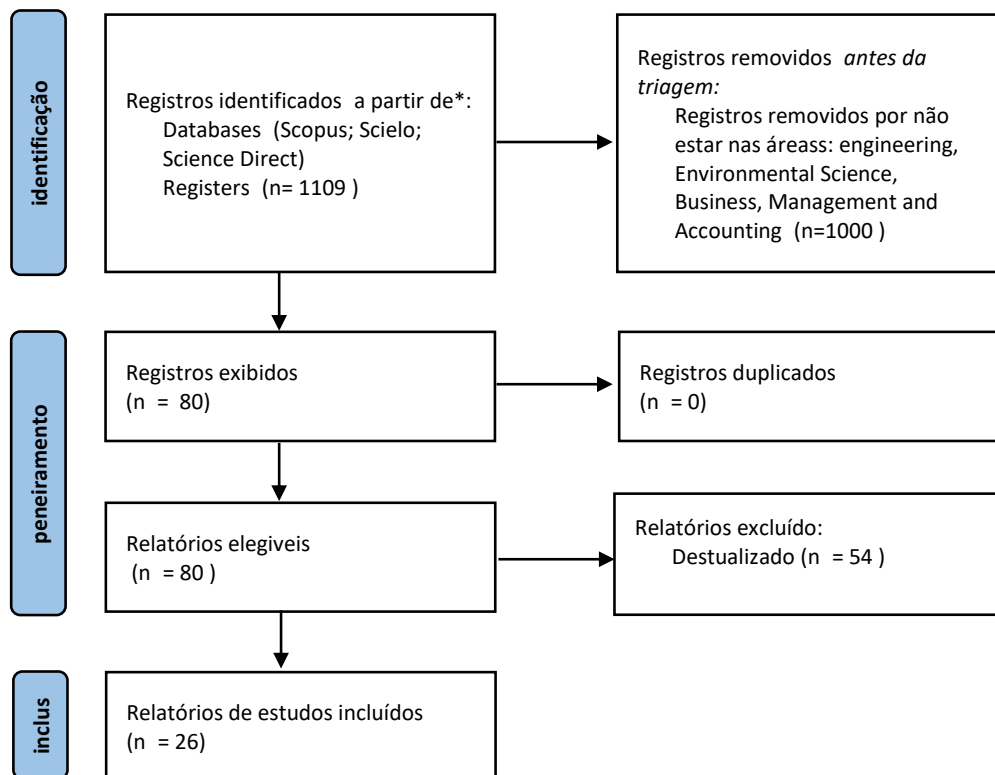 identificação
Registros identificados a partir de*:
Databases (Scopus; Scielo;
Science Direct)
Registers (n= 1109 )
Registros removidos antes da
triagem:
Registros removidos por não
estar nas áreass: engineering,
Environmental Science,
Business, Management and
Accounting (n=1000 )
peneiramento
Registros exibidos
(n = 80)
Registros duplicados
(n = 0)
Relatórios elegiveis
(n = 80 )
Relatórios excluído:
Destualizado (n = 54 )
inclus
Relatórios de estudos incluídos
(n = 26)